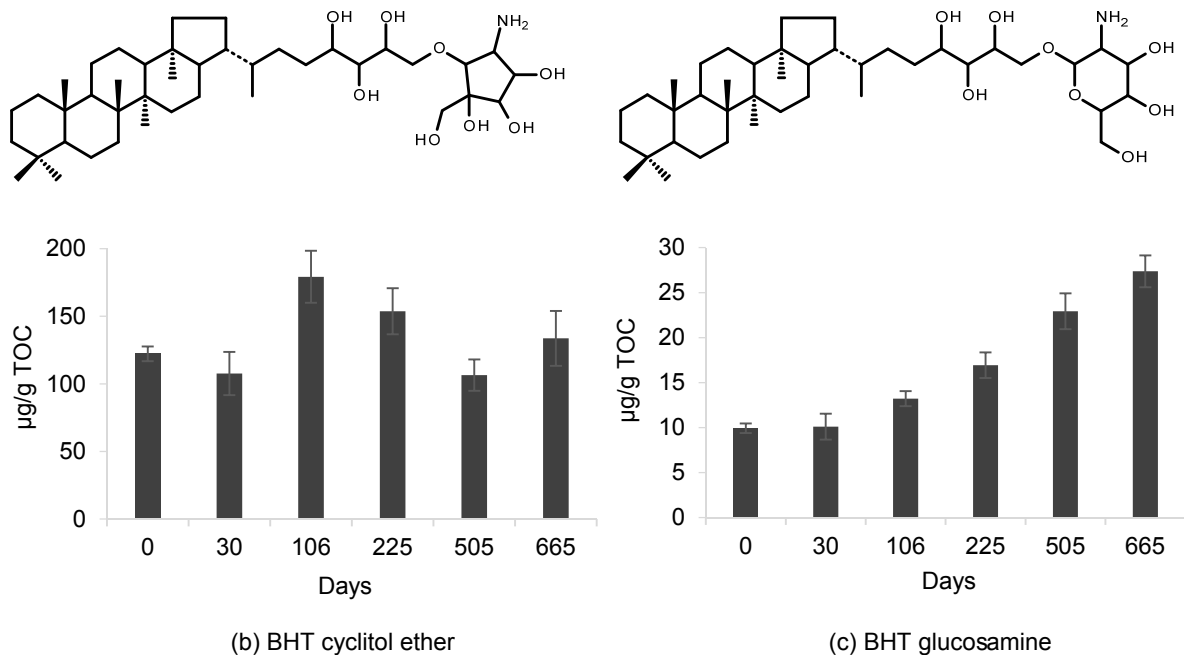 OH OH NH₂
O
OH
OH
HO OH OH
OH OH NH₂
O OH
OH
O OH
OH
200
150
100
50
0
µg/g TOC
0 30 106 225 505 665
Days
(b) BHT cyclitol ether
30
25
20
15
10
5
0
µg/g TOC
0 30 106 225 505 665
Days
(c) BHT glucosamine